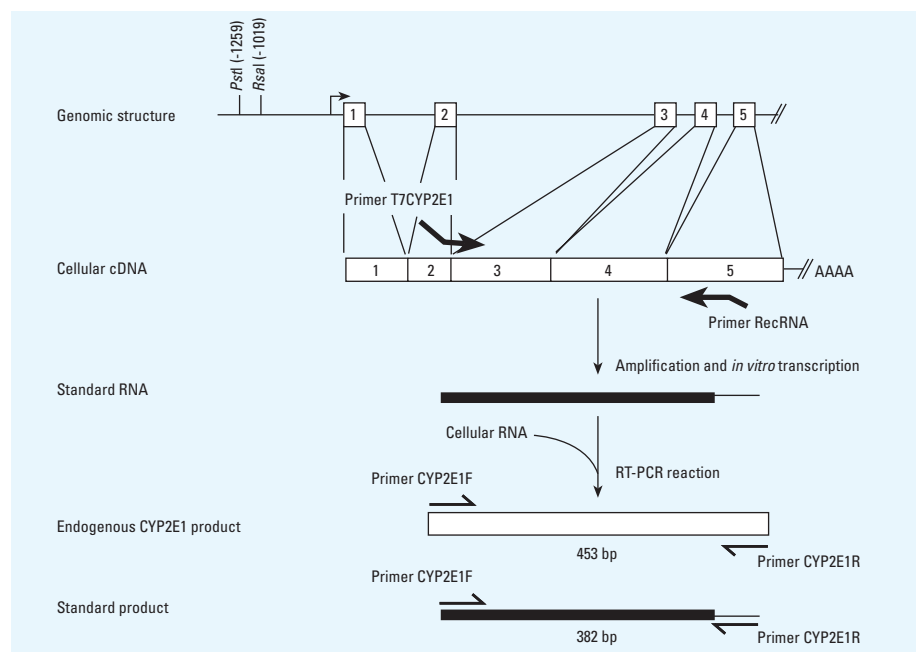 PstI (-1259)
RsaI (-1019)
Genomic structure
1
2
3
4
5
Primer T7CYP2E1
Cellular cDNA
1
2
3
4
5
AAAA
Primer RecRNA
Amplification and in vitro transcription
Standard RNA
Cellular RNA
RT-PCR reaction
Primer CYP2E1F
Endogenous CYP2E1 product
453 bp
Primer CYP2E1R
Primer CYP2E1F
Standard product
382 bp
Primer CYP2E1R